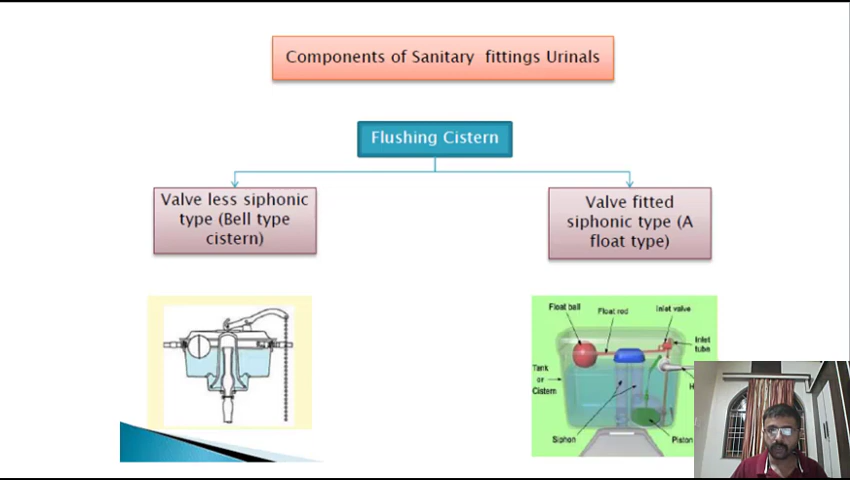 Components of Sanitary fittings Urinals
Flushing Cistern
Valve less siphonic
type (Bell type
cistern)
Valve fitted
siphonic type (A
float type)
Float ball
Float rod
Inlet valve
Inlet
tube
Tank
or
Cistern
Siphon
Piston